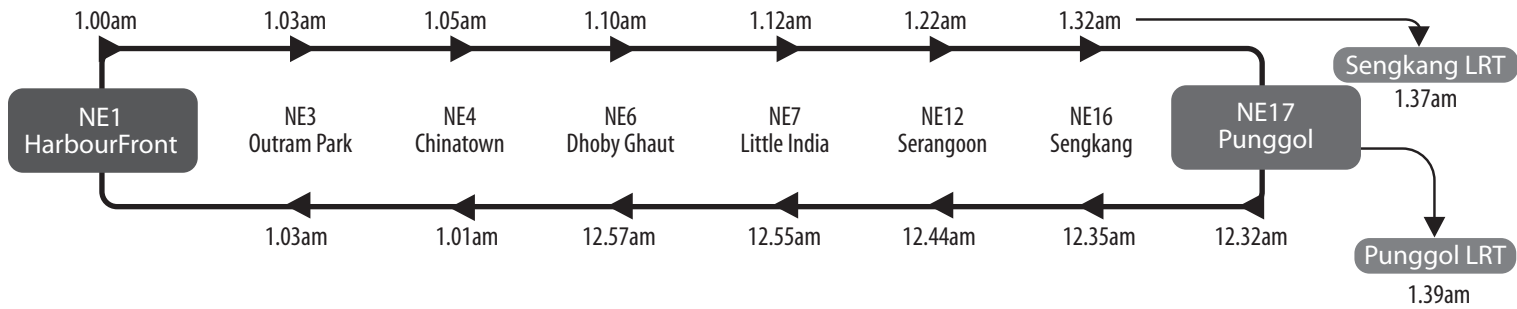 1.00am 1.03am 1.05am 1.10am 1.12am 1.22am 1.32am
Sengkang LRT
1.37am
NE1
HarbourFront
NE3
Outram Park
NE4
Chinatown
NE6
Dhoby Ghaut
NE7
Little India
NE12
Serangoon
NE16
Sengkang
NE17
Punggol
1.03am 1.01am 12.57am 12.55am 12.44am 12.35am 12.32am
Punggol LRT
1.39am